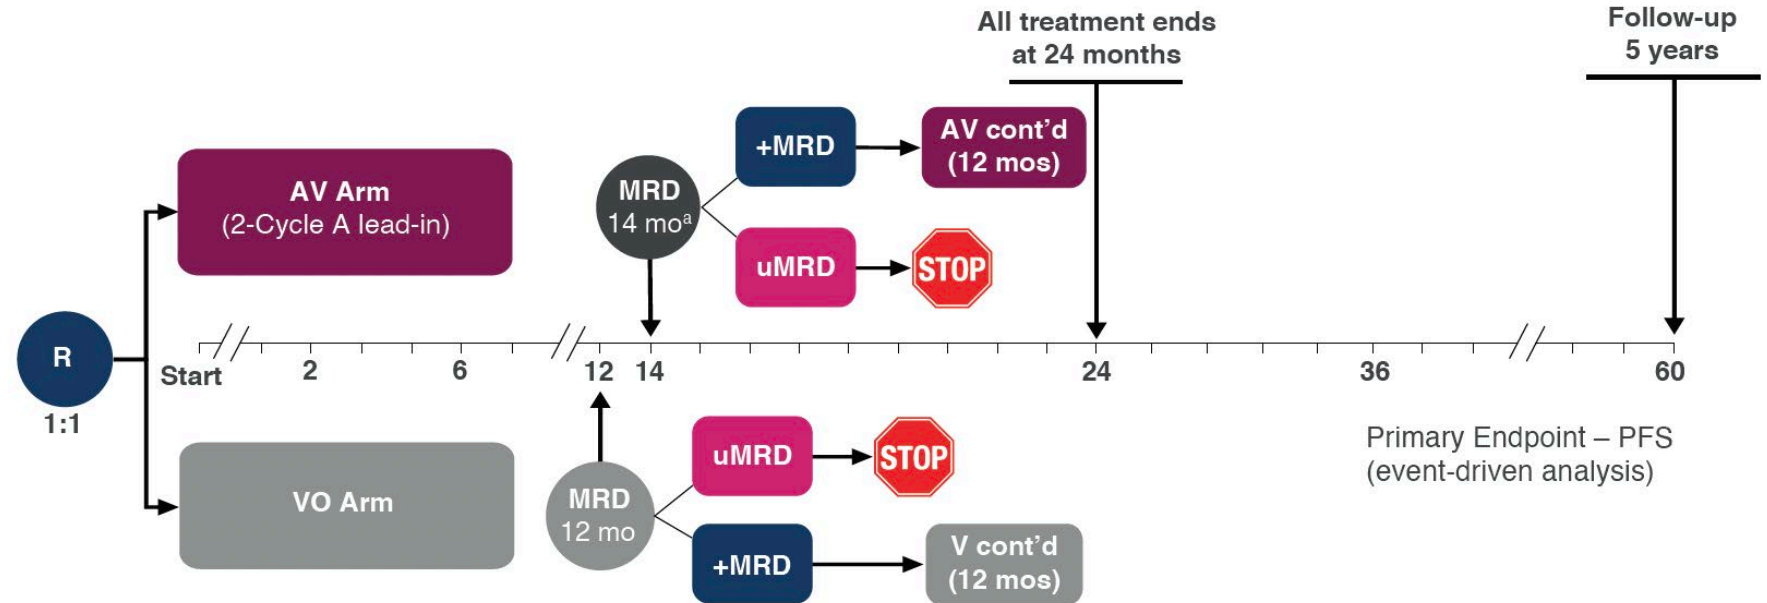 All treatment ends
at 24 months
Follow-up
5 years
AV Arm
(2-Cycle A lead-in)
MRD
14 moᵃ
+MRD
AV cont’d
(12 mos)
uMRD
STOP
R
1:1
Start
2
6
12
14
24
36
60
VO Arm
MRD
12 mo
uMRD
STOP
+MRD
V cont’d
(12 mos)
Primary Endpoint – PFS
(event-driven analysis)